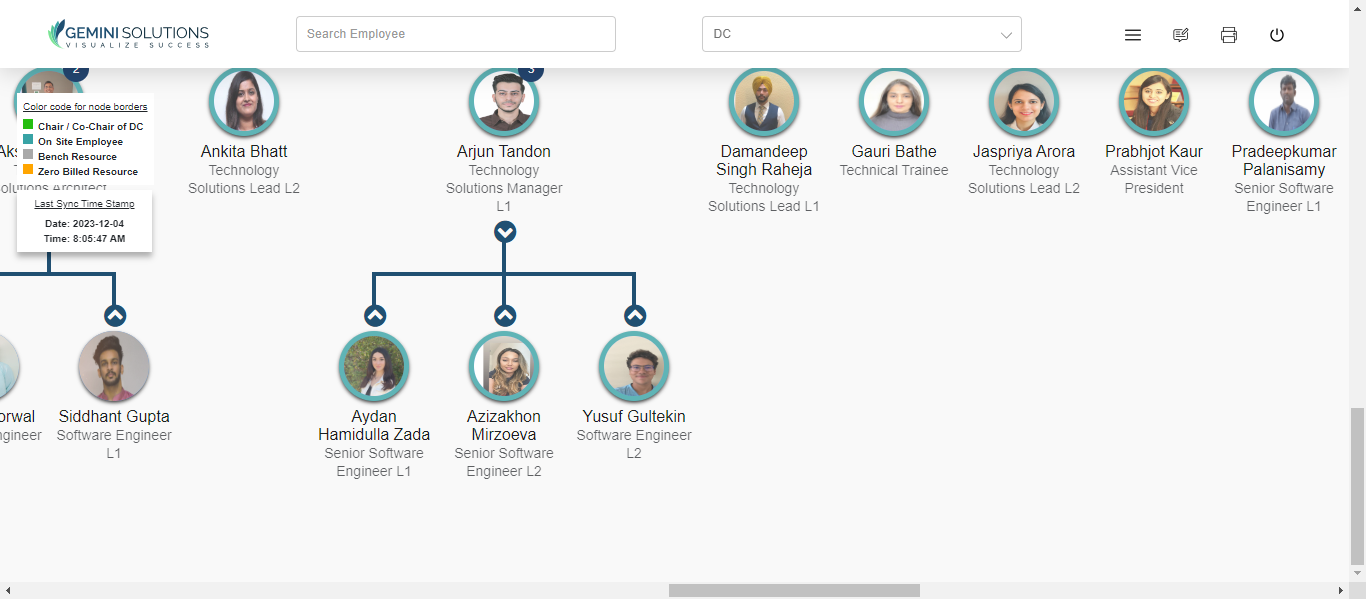 GEMINI SOLUTIONS
VISUALIZE SUCCESS
Search Employee
DC
2
3
Color code for node borders
Chair / Co-Chair of DC
On Site Employee
Bench Resource
Zero Billed Resource
Last Sync Time Stamp
Date: 2023-12-04
Time: 8:05:47 AM
Ankita Bhatt
Technology
Solutions Lead L2
Arjun Tandon
Technology
Solutions Manager
L1
Damandeep
Singh Raheja
Technology
Solutions Lead L1
Gauri Bathe
Technical Trainee
Jaspriya Arora
Technology
Solutions Lead L2
Prabhjot Kaur
Assistant Vice
President
Pradeepkumar
Palanisamy
Senior Software
Engineer L1
Siddhant Gupta
Software Engineer
L1
Aydan
Hamidulla Zada
Senior Software
Engineer L1
Azizakhon
Mirzoeva
Senior Software
Engineer L2
Yusuf Gultekin
Software Engineer
L2